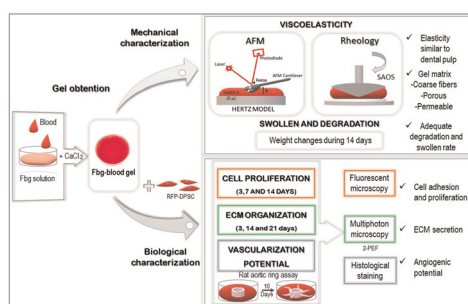 Mechanical
characterization
Gel obtention
Blood
+ CaCl2
Fbg solution
Fbg-blood gel
RFP-DPSC
Biological
characterization
VISCOELASTICITY
AFM
Photodiode
Laser
Force
AFM Cantilever
SAMPLE
HERTZ MODEL
Rheology
SAOS
✓ Elasticity
similar to
dental pulp
✓ Gel matrix
-Coarse fibers
-Porous
-Permeable
SWOLLEN AND DEGRADATION
Weight changes during 14 days
✓ Adequate
degradation and
swollen rate
CELL PROLIFERATION
(3,7 AND 14 DAYS)
ECM ORGANIZATION
(3, 14 and 21 days)
VASCULARIZATION
POTENTIAL
Rat aortic ring assay
10
Days
Fluorescent
microscopy
Multiphoton
microscopy
2-PEF
Histological
staining
✓ Cell adhesion
and proliferation
✓ ECM secretion
✓ Angiogenic
potential